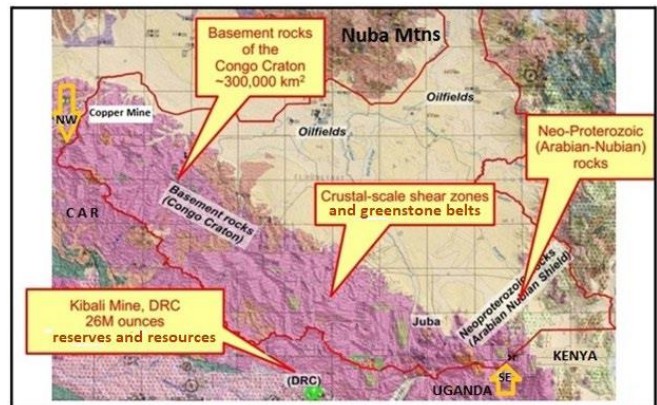 Basement rocks
of the
Congo Craton
~300,000 km²
Nuba Mtns
Oilfields
Oilfields
NW
Copper Mine
Neo-Proterozoic
(Arabian-Nubian)
rocks
Basement rocks
(Congo Craton)
CAR
Crustal-scale shear zones
and greenstone belts
Kibali Mine, DRC
26M ounces
reserves and resources
Juba
Neoproterozoic rocks
(Arabian Nubian Shield)
KENYA
(DRC)
UGANDA
SE